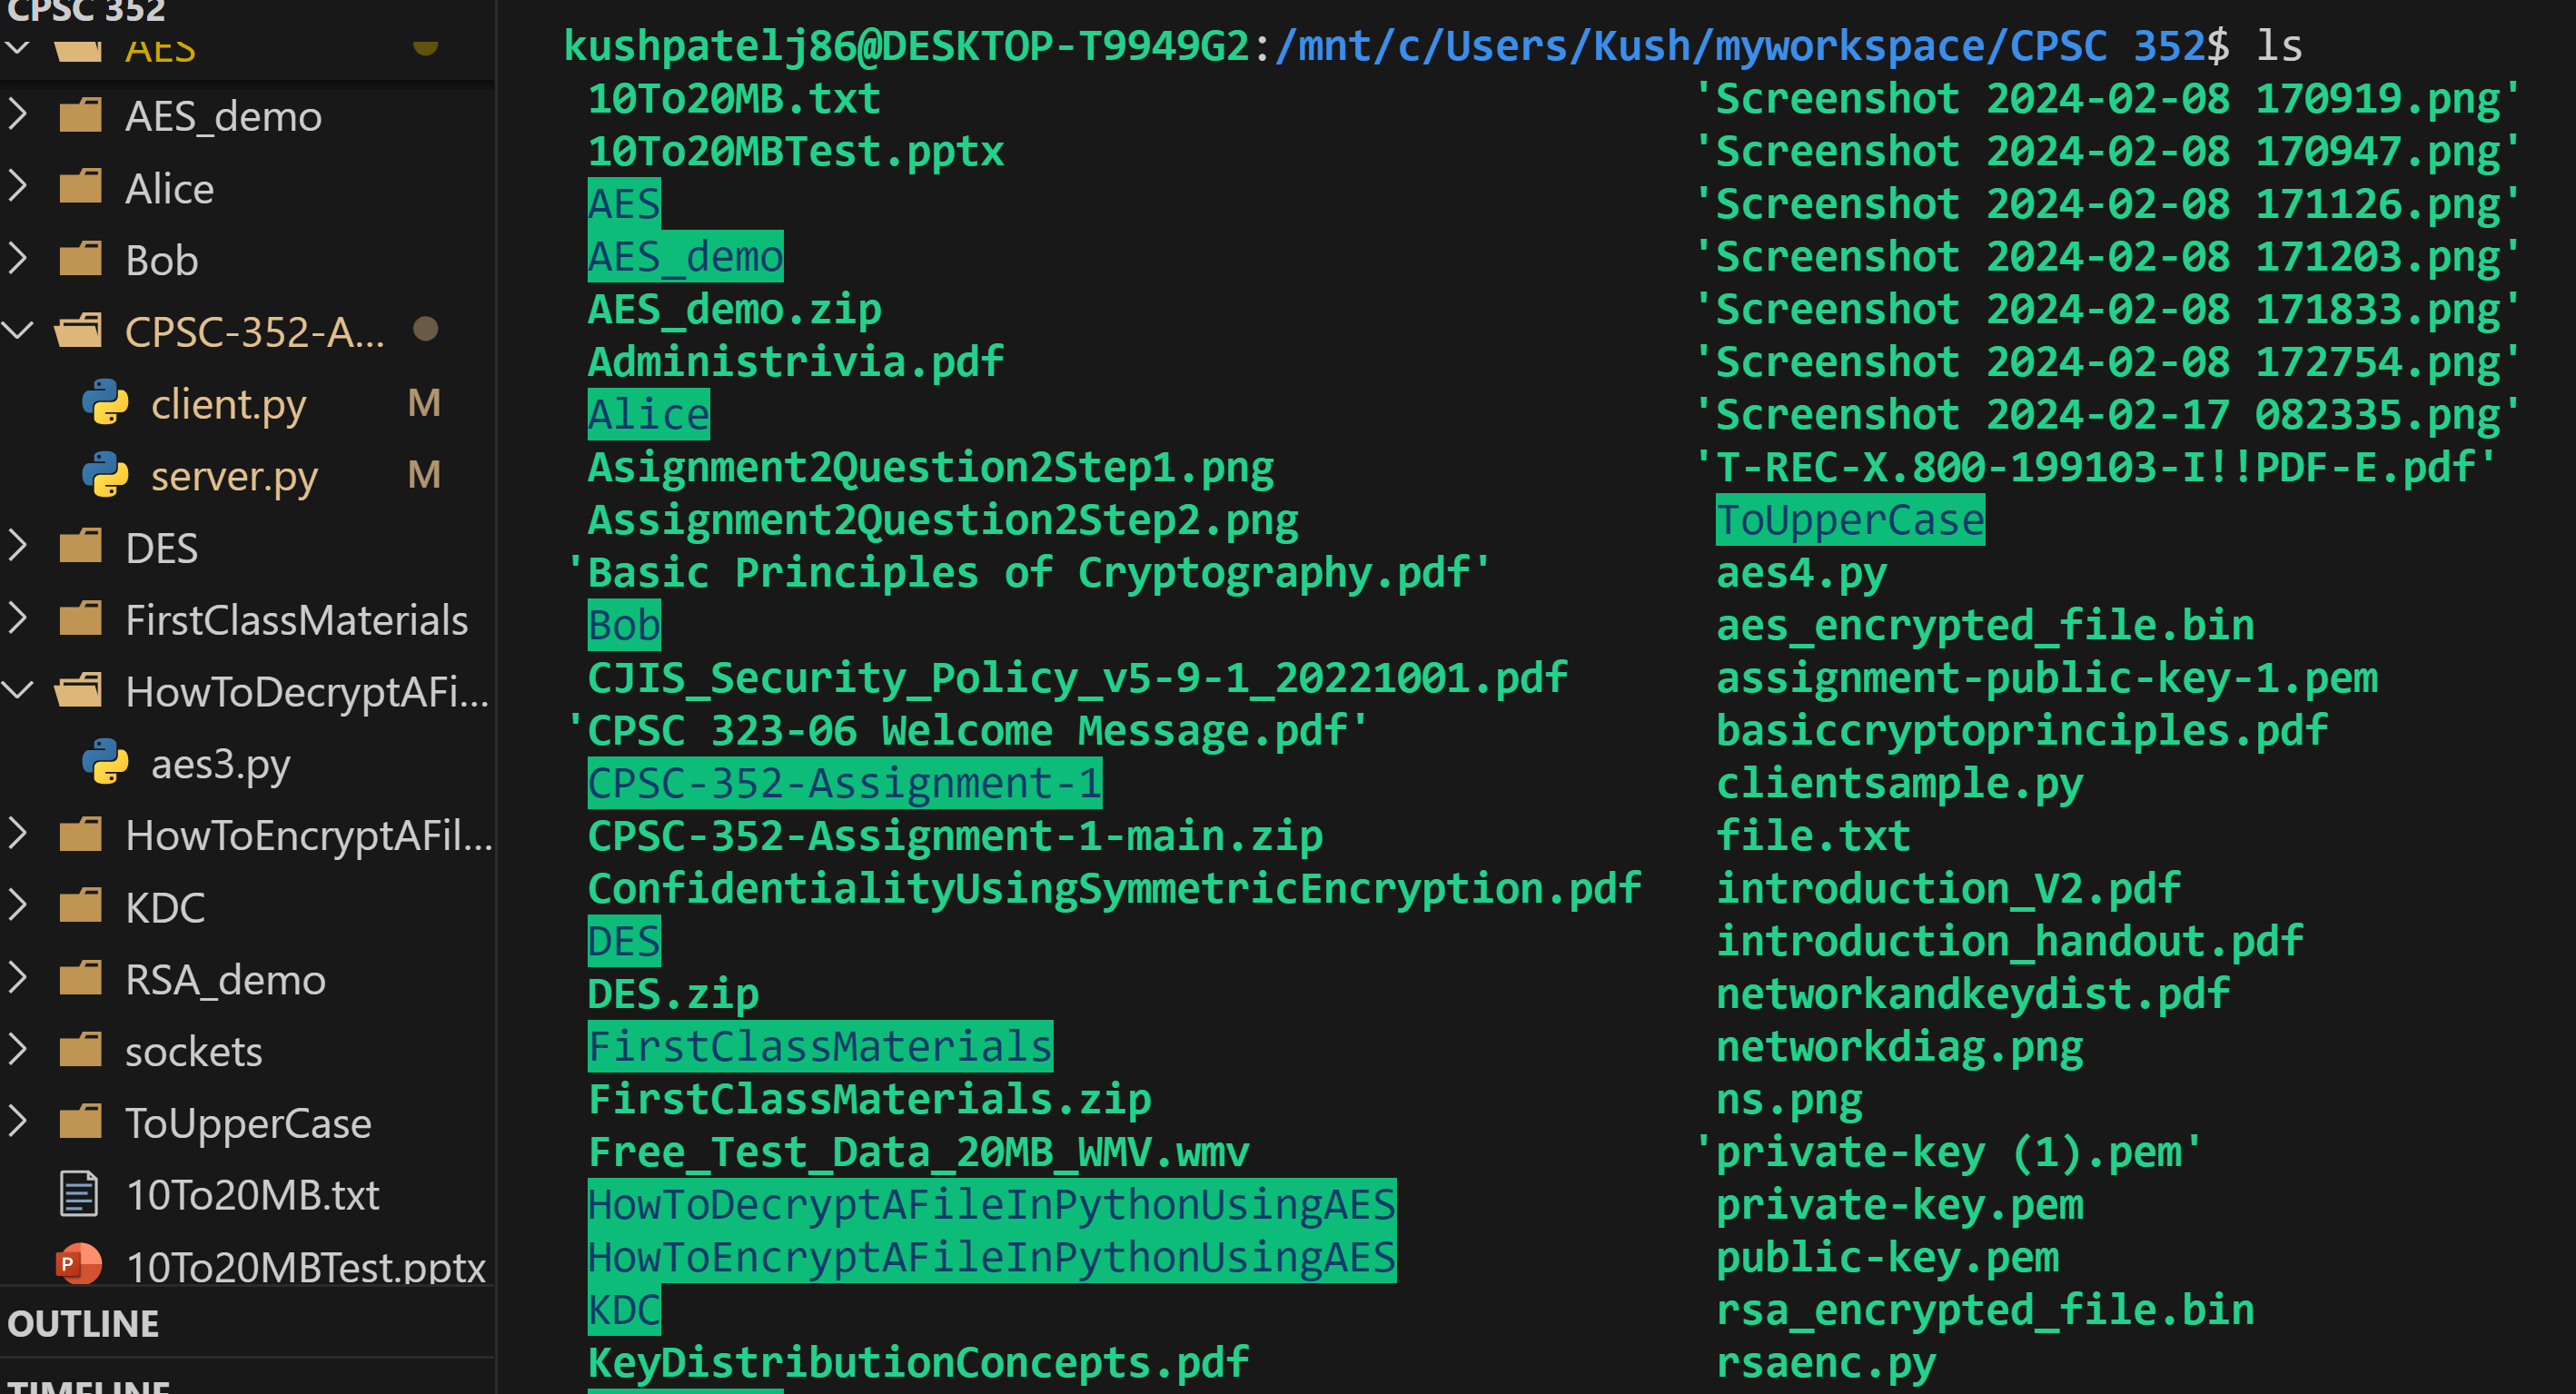 CPSC 352
AES
AES_demo
Alice
Bob
CPSC-352-A...
client.py M
server.py M
DES
FirstClassMaterials
HowToDecryptAFi...
aes3.py
HowToEncryptAFil...
KDC
RSA_demo
sockets
ToUpperCase
10To20MB.txt
10To20MBTest.pptx
OUTLINE
TIMELINE
kushpatelj86@DESKTOP-T9949G2:/mnt/c/Users/Kush/myworkspace/CPSC 352$ ls
10To20MB.txt
10To20MBTest.pptx
AES
AES_demo
AES_demo.zip
Administrivia.pdf
Alice
Asignment2Question2Step1.png
Assignment2Question2Step2.png
'Basic Principles of Cryptography.pdf'
Bob
CJIS_Security_Policy_v5-9-1_20221001.pdf
'CPSC 323-06 Welcome Message.pdf'
CPSC-352-Assignment-1
CPSC-352-Assignment-1-main.zip
ConfidentialityUsingSymmetricEncryption.pdf
DES
DES.zip
FirstClassMaterials
FirstClassMaterials.zip
Free_Test_Data_20MB_WMV.wmv
HowToDecryptAFileInPythonUsingAES
HowToEncryptAFileInPythonUsingAES
KDC
KeyDistributionConcepts.pdf
'Screenshot 2024-02-08 170919.png'
'Screenshot 2024-02-08 170947.png'
'Screenshot 2024-02-08 171126.png'
'Screenshot 2024-02-08 171203.png'
'Screenshot 2024-02-08 171833.png'
'Screenshot 2024-02-08 172754.png'
'Screenshot 2024-02-17 082335.png'
'T-REC-X.800-199103-I!!PDF-E.pdf'
ToUpperCase
aes4.py
aes_encrypted_file.bin
assignment-public-key-1.pem
basiccryptoprinciples.pdf
clientsample.py
file.txt
introduction_V2.pdf
introduction_handout.pdf
networkandkeydist.pdf
networkdiag.png
ns.png
'private-key (1).pem'
private-key.pem
public-key.pem
rsa_encrypted_file.bin
rsaenc.py